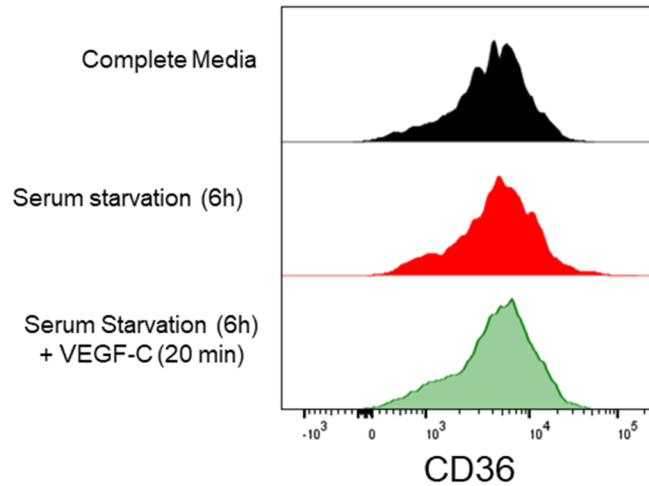 Complete Media
Serum starvation (6h)
Serum Starvation (6h)
+ VEGF-C (20 min)
-10³ 0 10³ 10⁴ 10⁵
CD36